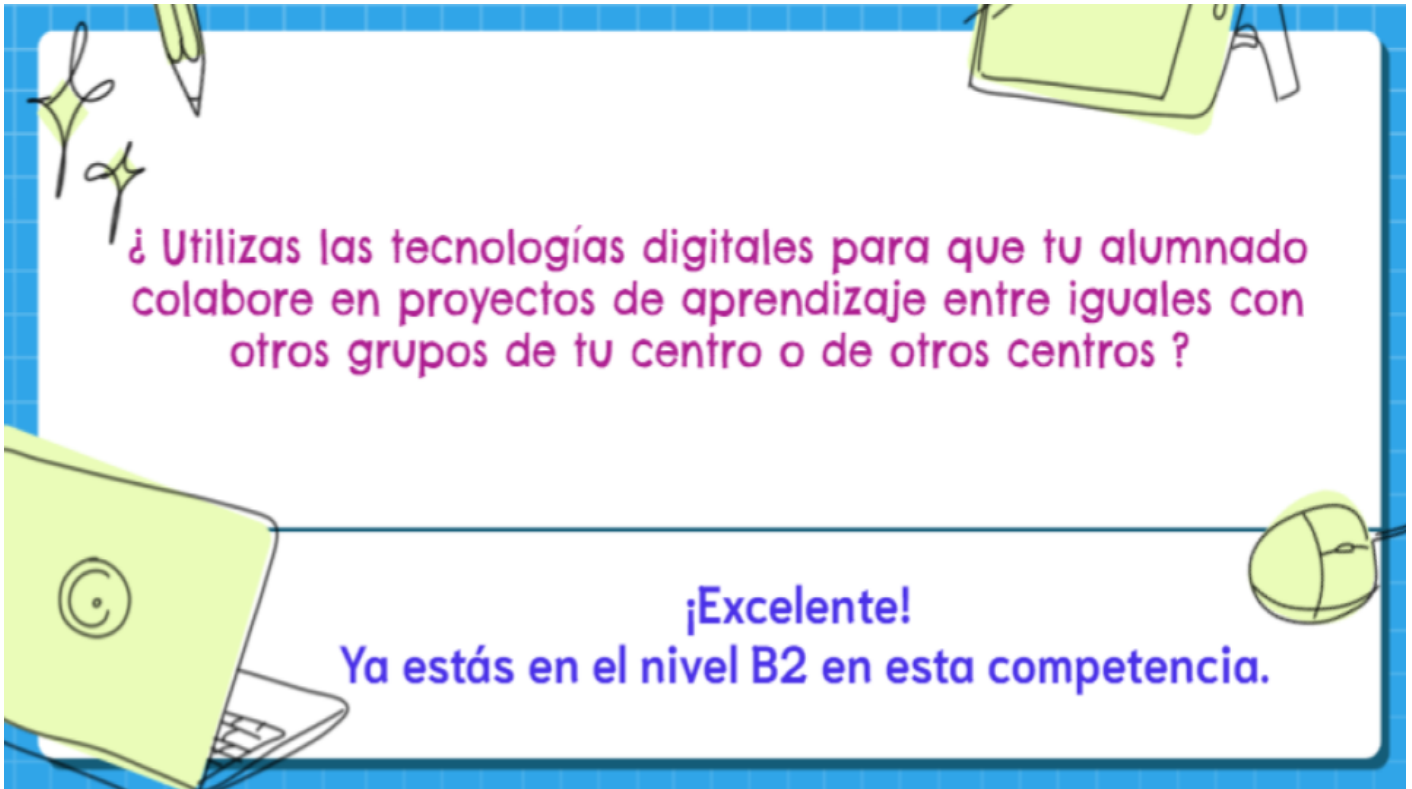 ¿ Utilizas las tecnologías digitales para que tu alumnado
colabore en proyectos de aprendizaje entre iguales con
otros grupos de tu centro o de otros centros ?
¡Excelente!
Ya estás en el nivel B2 en esta competencia.